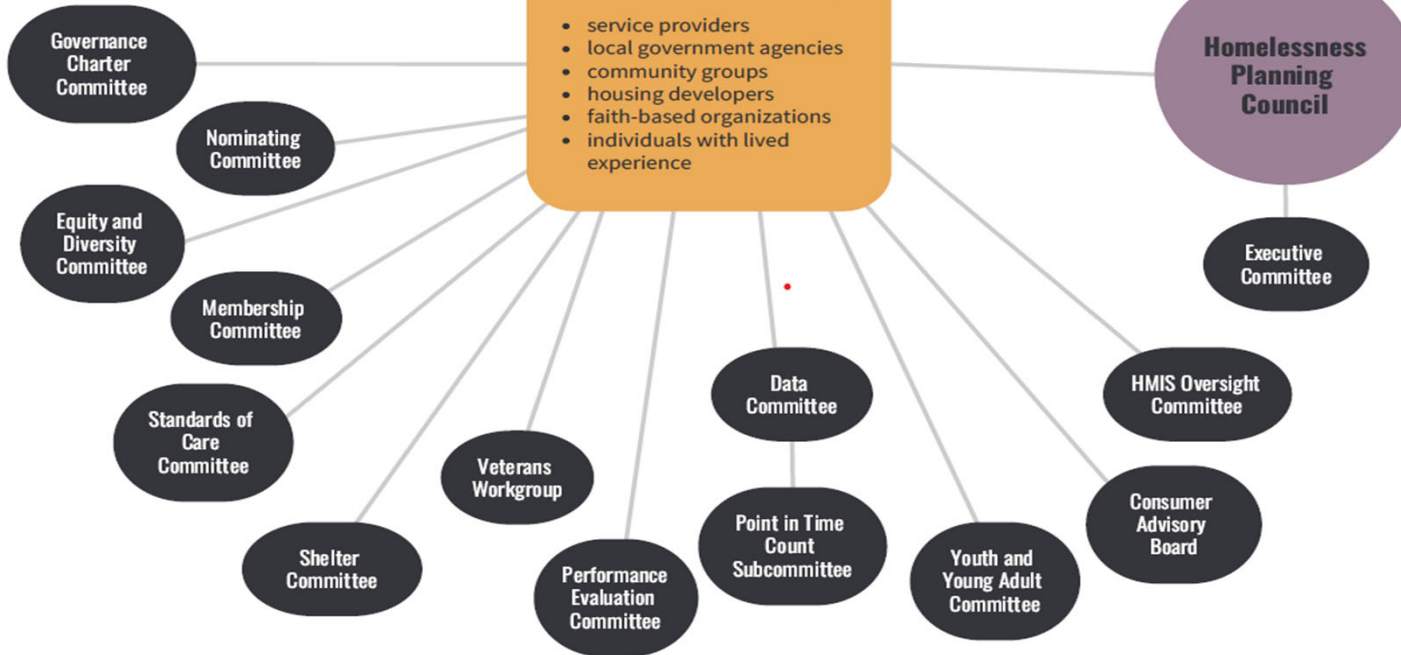 • service providers
• local government agencies
• community groups
• housing developers
• faith-based organizations
• individuals with lived
experience
Homelessness
Planning
Council
Governance
Charter
Committee
Nominating
Committee
Equity and
Diversity
Committee
Membership
Committee
Standards of
Care
Committee
Shelter
Committee
Veterans
Workgroup
Performance
Evaluation
Committee
Data
Committee
Point in Time
Count
Subcommittee
Youth and
Young Adult
Committee
Consumer
Advisory
Board
HMIS Oversight
Committee
Executive
Committee